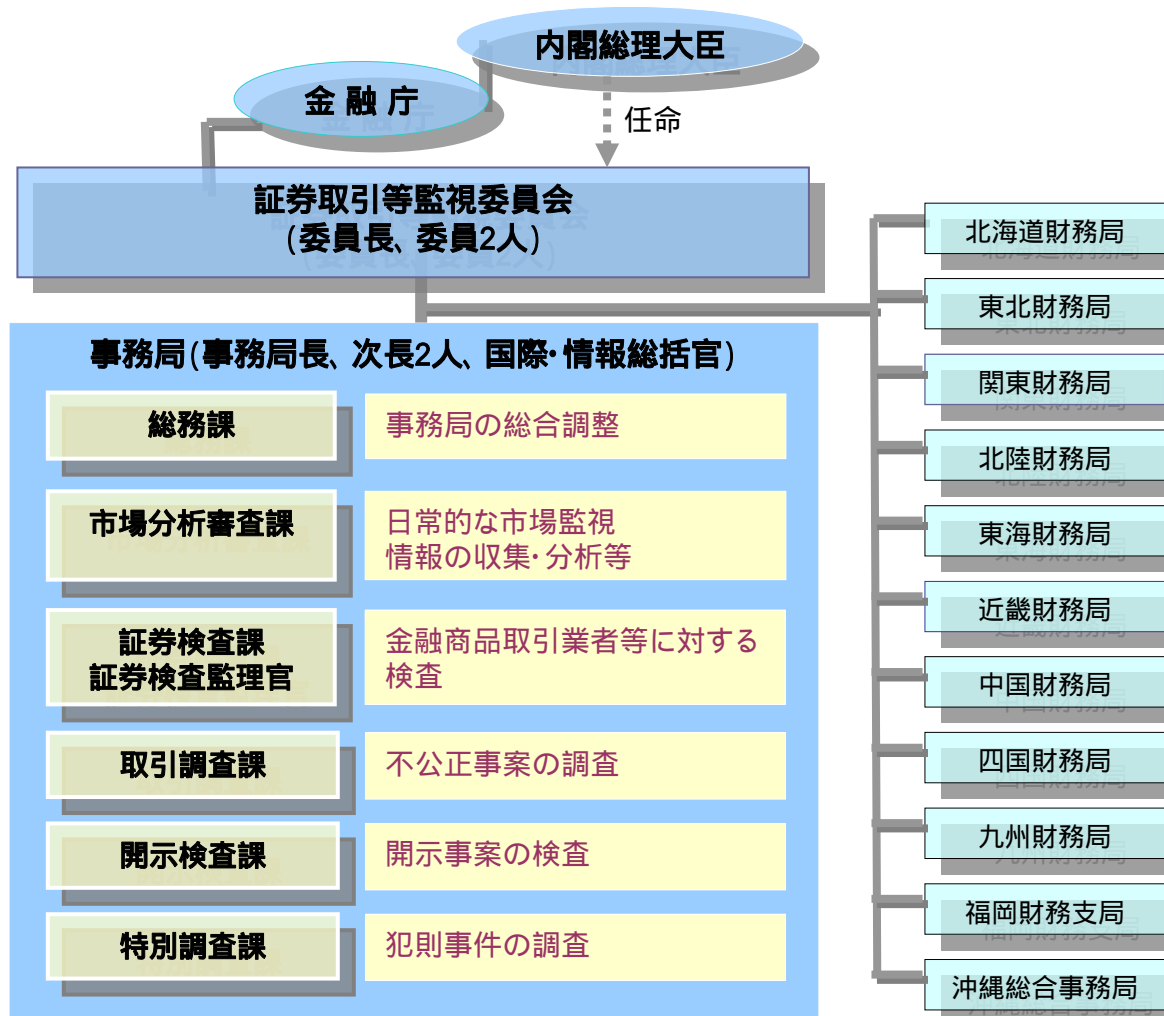 内閣総理大臣
金融庁
任命
証券取引等監視委員会
(委員長、委員2人)
事務局(事務局長、次長2人、国際・情報総括官)
総務課
事務局の総合調整
市場分析審査課
日常的な市場監視
情報の収集・分析等
証券検査課
証券検査監理官
金融商品取引業者等に対する
検査
取引調査課
不公正事案の調査
開示検査課
開示事案の検査
特別調査課
犯則事件の調査
北海道財務局
東北財務局
関東財務局
北陸財務局
東海財務局
近畿財務局
中国財務局
四国財務局
九州財務局
福岡財務支局
沖縄総合事務局